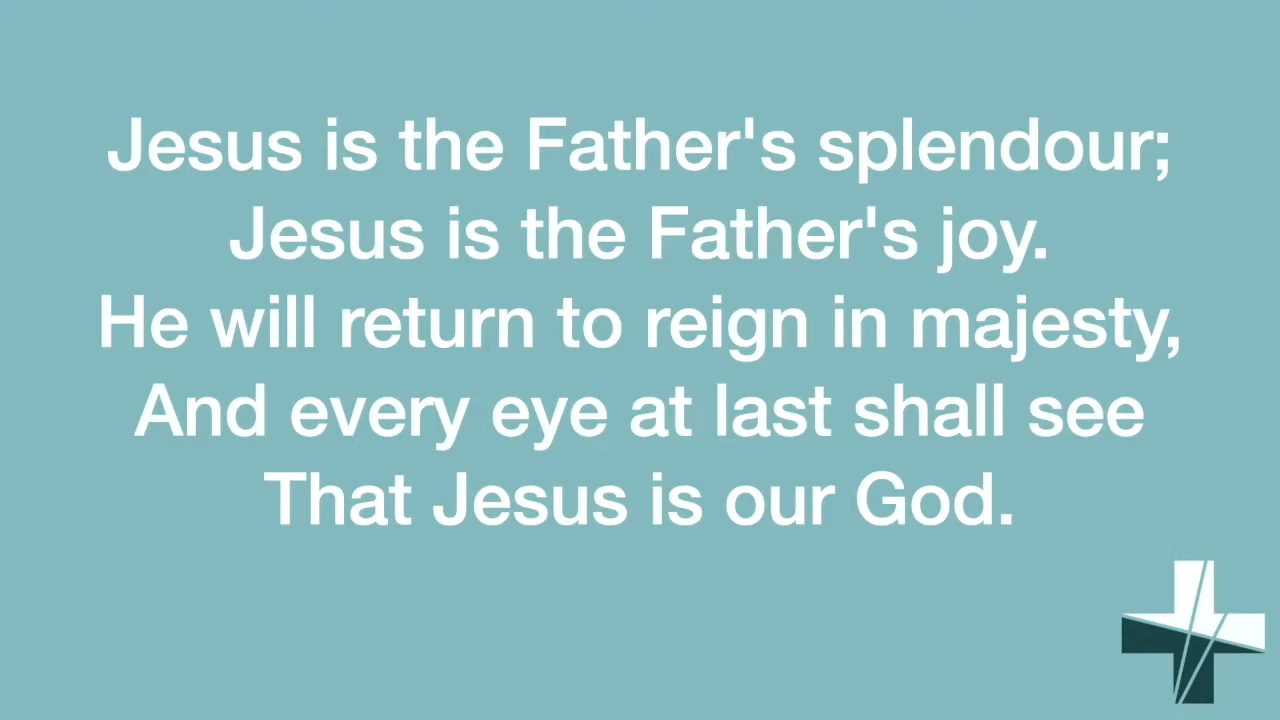 Jesus is the Father's splendour;
Jesus is the Father's joy.
He will return to reign in majesty,
And every eye at last shall see
That Jesus is our God.